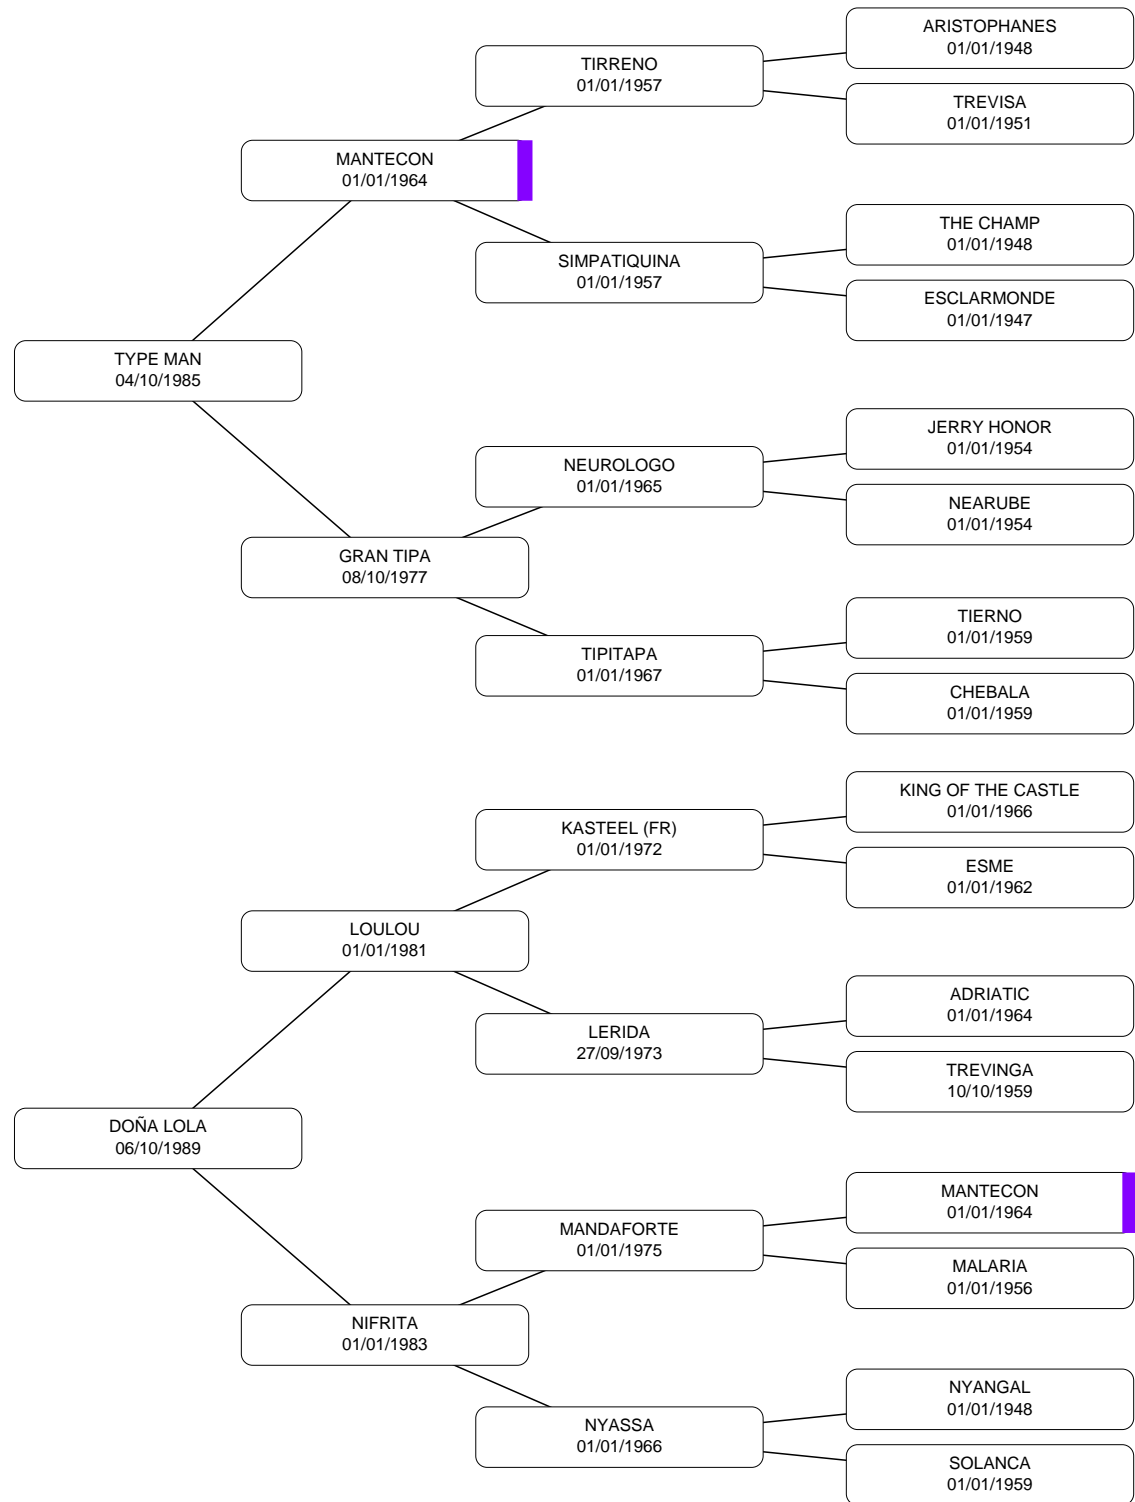 ARISTOPHANES
01/01/1948
TIRRENO
01/01/1957
TREVISA
01/01/1951
MANTECON
01/01/1964
THE CHAMP
01/01/1948
SIMPATIQUINA
01/01/1957
ESCLARMONDE
01/01/1947
TYPE MAN
04/10/1985
JERRY HONOR
01/01/1954
NEUROLOGO
01/01/1965
NEARUBE
01/01/1954
GRAN TIPA
08/10/1977
TIERNO
01/01/1959
TIPITAPA
01/01/1967
CHEBALA
01/01/1959
KING OF THE CASTLE
01/01/1966
KASTEEL (FR)
01/01/1972
ESME
01/01/1962
LOULOU
01/01/1981
ADRIATIC
01/01/1964
LERIDA
27/09/1973
TREVINGA
10/10/1959
DOÑA LOLA
06/10/1989
MANTECON
01/01/1964
MANDAFORTE
01/01/1975
MALARIA
01/01/1956
NIFRITA
01/01/1983
NYANGAL
01/01/1948
NYASSA
01/01/1966
SOLANCA
01/01/1959